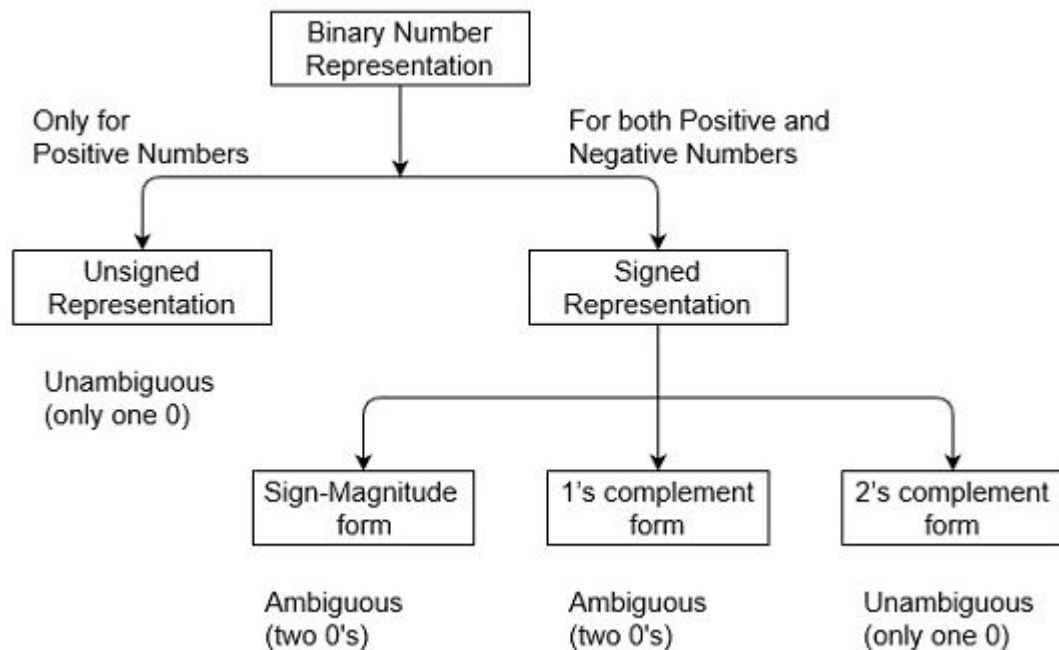 Binary Number
Representation
Only for
Positive Numbers
For both Positive and
Negative Numbers
Unsigned
Representation
Signed
Representation
Unambiguous
(only one 0)
Sign-Magnitude
form
1's complement
form
2's complement
form
Ambiguous
(two 0's)
Ambiguous
(two 0's)
Unambiguous
(only one 0)